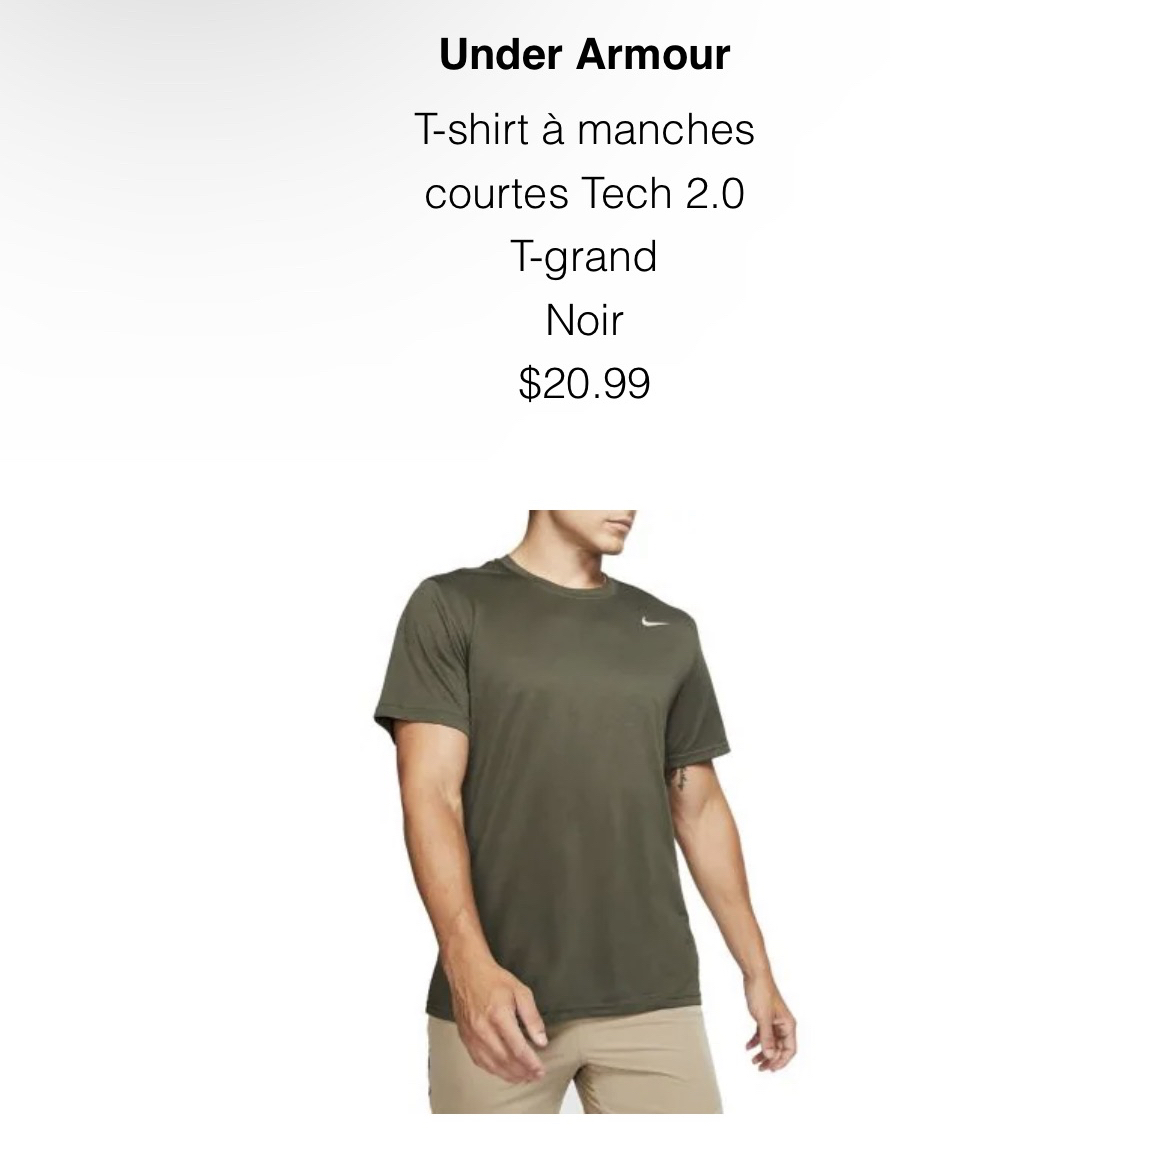 Under Armour
T-shirt à manches
courtes Tech 2.0
T-grand
Noir
$20.99